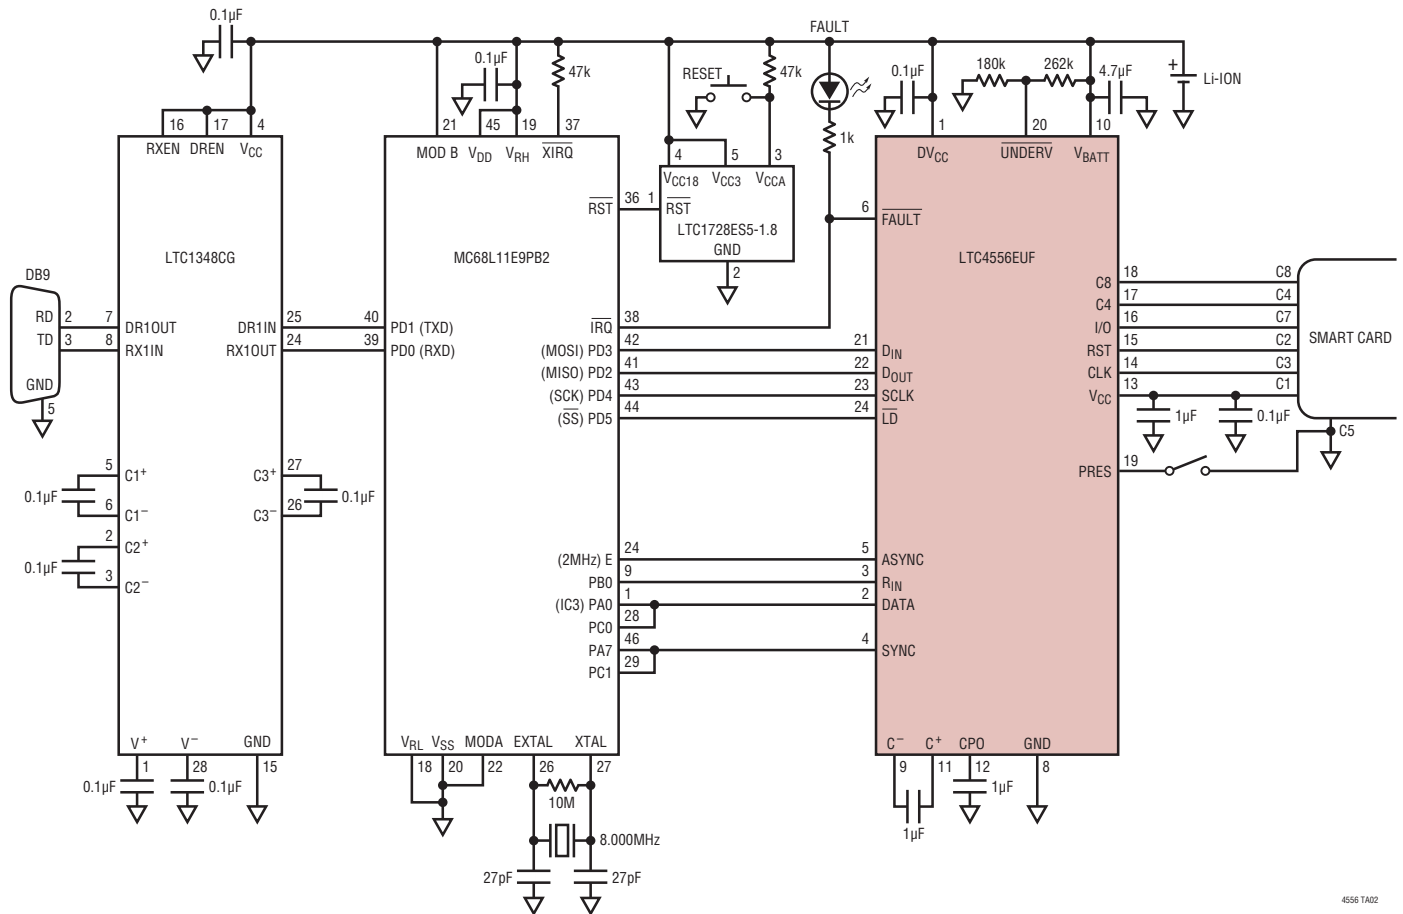 0.1µF
FAULT
47k
0.1µF
RESET
47k
0.1µF
180k
262k
4.7µF
+
Li-ION
1k
16
17
4
RXEN
DREN
VCC
21
45
19
37
MOD B
VDD
VRH
XIRQ
4
5
3
VCC18
VCC3
VCCA
1
20
10
DVCC
UNDERV
VBATT
RST
36
1
RST
LTC1728ES5-1.8
GND
2
6
FAULT
LTC1348CG
MC68L11E9PB2
LTC4556EUF
DB9
RD
2
7
DR1OUT
TD
3
8
RX1IN
GND
5
DR1IN
25
40
PD1 (TXD)
RX1OUT
24
39
PD0 (RXD)
IRQ
38
(MOSI) PD3
42
21
DIN
(MISO) PD2
41
22
DOUT
(SCK) PD4
43
23
SCLK
(SS) PD5
44
24
LD
C8
18
C8
C4
17
C4
I/O
16
C7
RST
15
C2
CLK
14
C3
VCC
13
C1
SMART CARD
1µF
0.1µF
C5
PRES
19
5
C1+
0.1µF
6
C1−
2
C2+
0.1µF
3
C2−
C3+
27
0.1µF
C3−
26
(2MHz) E
24
5
ASYNC
PB0
9
3
RIN
(IC3) PA0
1
2
DATA
PC0
28
PA7
46
4
SYNC
PC1
29
V+
V−
GND
1
28
15
0.1µF
0.1µF
VRL
VSS
MODA
EXTAL
XTAL
18
20
22
26
27
10M
8.000MHz
27pF
27pF
C−
C+
CPO
GND
9
11
12
8
1µF
1µF
4556 TA02